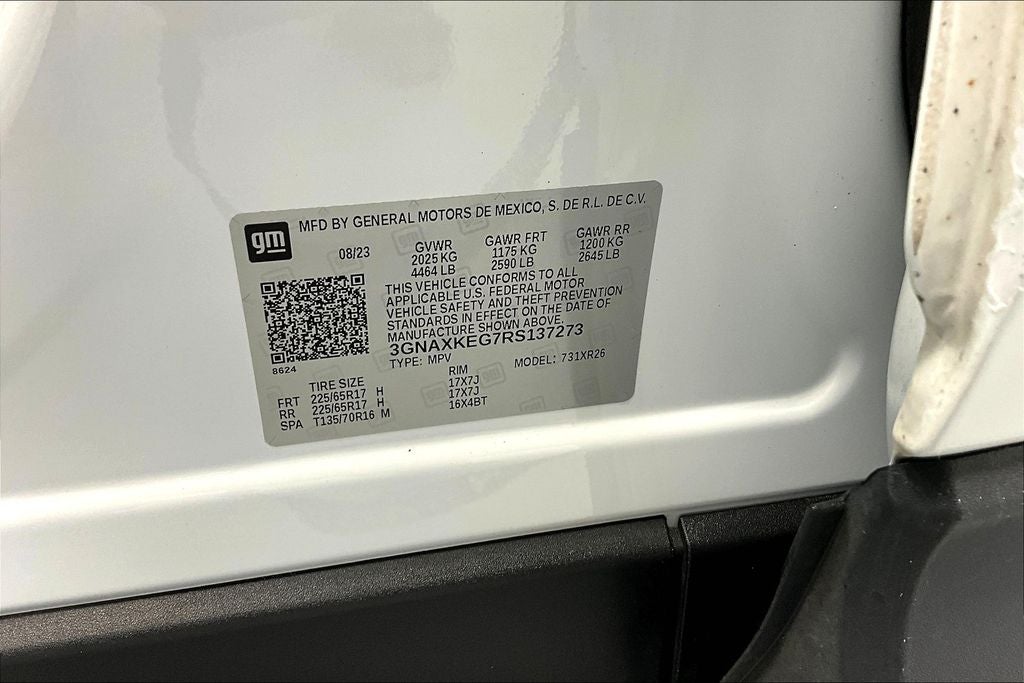 gm
MFD BY GENERAL MOTORS DE MEXICO, S. DE R.L. DE C.V.
08/23
GVWR
2025 KG
4464 LB
GAWR FRT
1175 KG
2590 LB
GAWR RR
1200 KG
2645 LB
THIS VEHICLE CONFORMS TO ALL
APPLICABLE U.S. FEDERAL MOTOR
VEHICLE SAFETY AND THEFT PREVENTION
STANDARDS IN EFFECT ON THE DATE OF
MANUFACTURE SHOWN ABOVE.
3GNAXKEG7RS137273
TYPE: MPV MODEL: 731XR26
8624
TIRE SIZE RIM
FRT 225/65R17 H 17X7J
RR 225/65R17 H 17X7J
SPA T135/70R16 M 16X4BT